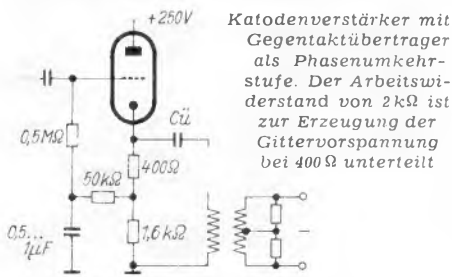 +250V
Katodenverstärker mit
Gegentaktübertrager
als Phasenumkehr-
stufe. Der Arbeitswi-
derstand von 2kΩ ist
zur Erzeugung der
Gittervorspannung
bei 400Ω unterteilt
Cü
0,5MΩ
400Ω
50kΩ
0,5...
1µF
1,6kΩ